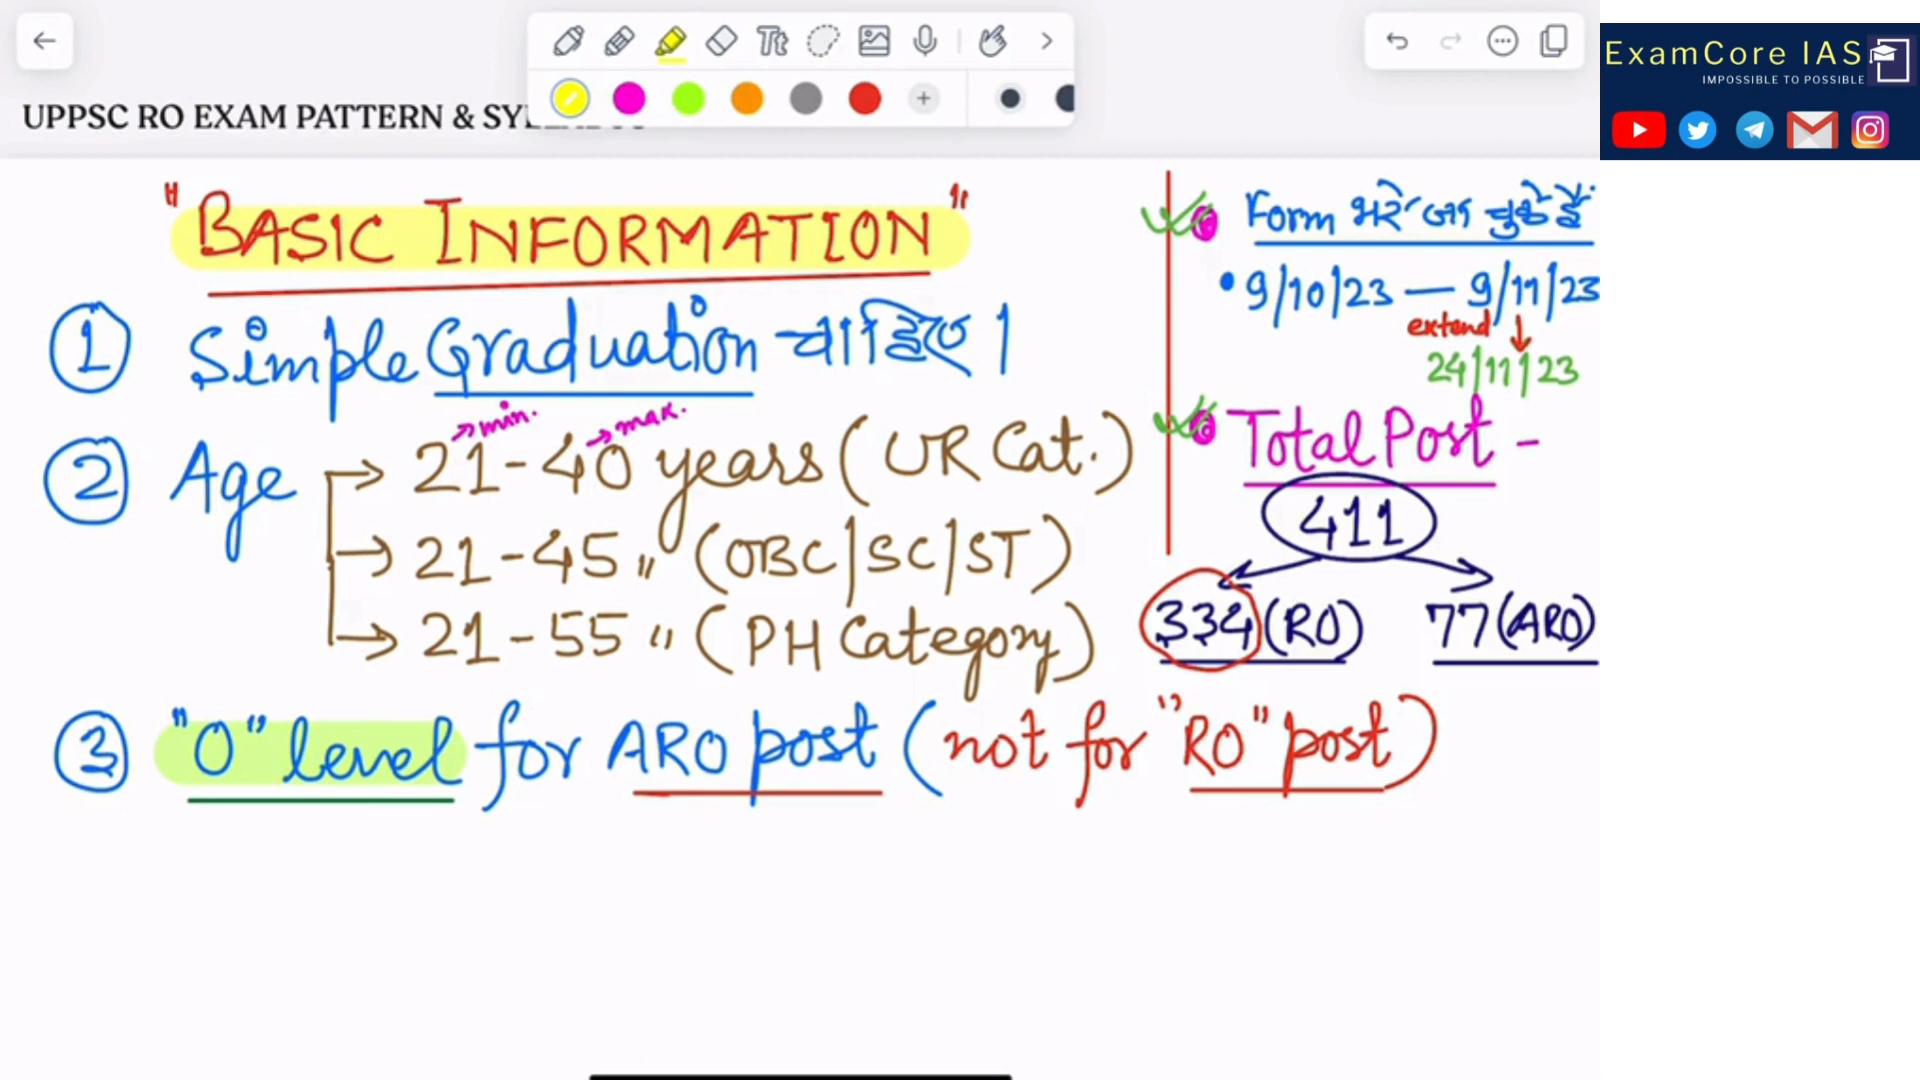 UPPSC RO EXAM PATTERN &
ExamCore IAS
IMPOSSIBLE TO POSSIBLE
"BASIC INFORMATION"
① Simple Graduation चाहिए।
② Age → 21-40 years (UR Cat.)
→ min.
→ max.
→ 21-45 〃 (OBC/SC/ST)
→ 21-55 〃 (PH Category)
③ "O" level for ARO post (not for "RO" post)
Form भरे जा चुके हैं.
• 9/10/23 — 9/11/23
extend ↓
24/11/23
Total Post -
411
334 (RO) 77 (ARO)